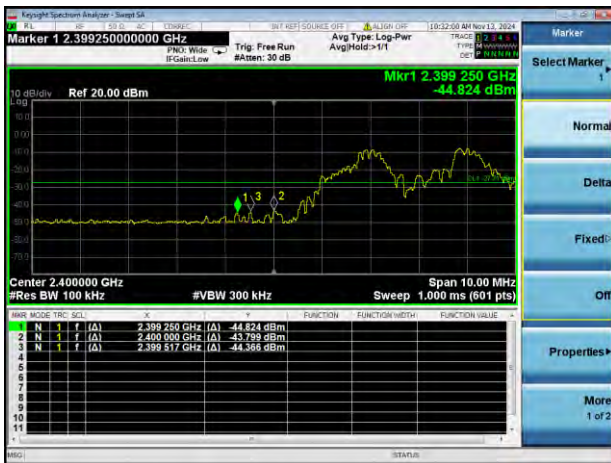 Keysight Spectrum Analyzer - Swept SA
RL RF 50 Ω AC CORREC INT REF SOURCE OFF ALIGN OFF 10:32:00 AM Nov 13, 2024
Marker 1 2.399250000000 GHz
PNO: Wide
IFGain:Low
Trig: Free Run
#Atten: 30 dB
Avg Type: Log-Pwr
Avg|Hold:>1/1
TRACE 1 2 3 4 5 6
TYPE M W W W W W
DET P N N N N N
Mkr1 2.399 250 GHz
-44.824 dBm
10 dB/div
Log
Ref 20.00 dBm
10.0
0.00
-10.0
-20.0
-30.0
-40.0
-50.0
-60.0
-70.0
1
3
2
Center 2.400000 GHz
Span 10.00 MHz
#Res BW 100 kHz
#VBW 300 kHz
Sweep 1.000 ms (601 pts)
MKR MODE TRC SCL X Y FUNCTION FUNCTION WIDTH FUNCTION VALUE
1 N 1 f (Δ) 2.399 250 GHz (Δ) -44.824 dBm
2 N 1 f (Δ) 2.400 000 GHz (Δ) -43.799 dBm
3 N 1 f (Δ) 2.399 517 GHz (Δ) -44.366 dBm
4
5
6
7
8
9
10
11
MSG
STATUS
Marker
Select Marker
1
Normal
Delta
Fixed
Off
Properties
More
1 of 2